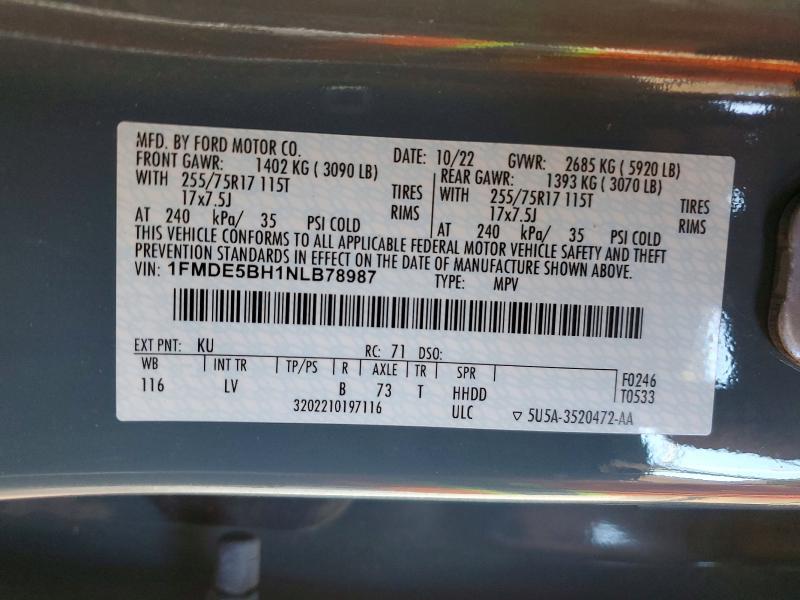 MFD. BY FORD MOTOR CO.
DATE: 10/22 GVWR: 2685 KG ( 5920 LB)
FRONT GAWR: 1402 KG ( 3090 LB)
WITH 255/75R17 115T TIRES
17x7.5J RIMS
AT 240 kPa/ 35 PSI COLD
REAR GAWR: 1393 KG ( 3070 LB)
WITH 255/75R17 115T TIRES
17x7.5J RIMS
AT 240 kPa/ 35 PSI COLD
THIS VEHICLE CONFORMS TO ALL APPLICABLE FEDERAL MOTOR VEHICLE SAFETY AND THEFT
PREVENTION STANDARDS IN EFFECT ON THE DATE OF MANUFACTURE SHOWN ABOVE.
VIN: 1FMDE5BH1NLB78987 TYPE: MPV
EXT PNT: KU RC: 71 DSO:
WB INT TR TP/PS R AXLE TR SPR F0246
116 LV B 73 T HHDD T0533
3202210197116 ULC ▽ 5U5A-3520472-AA